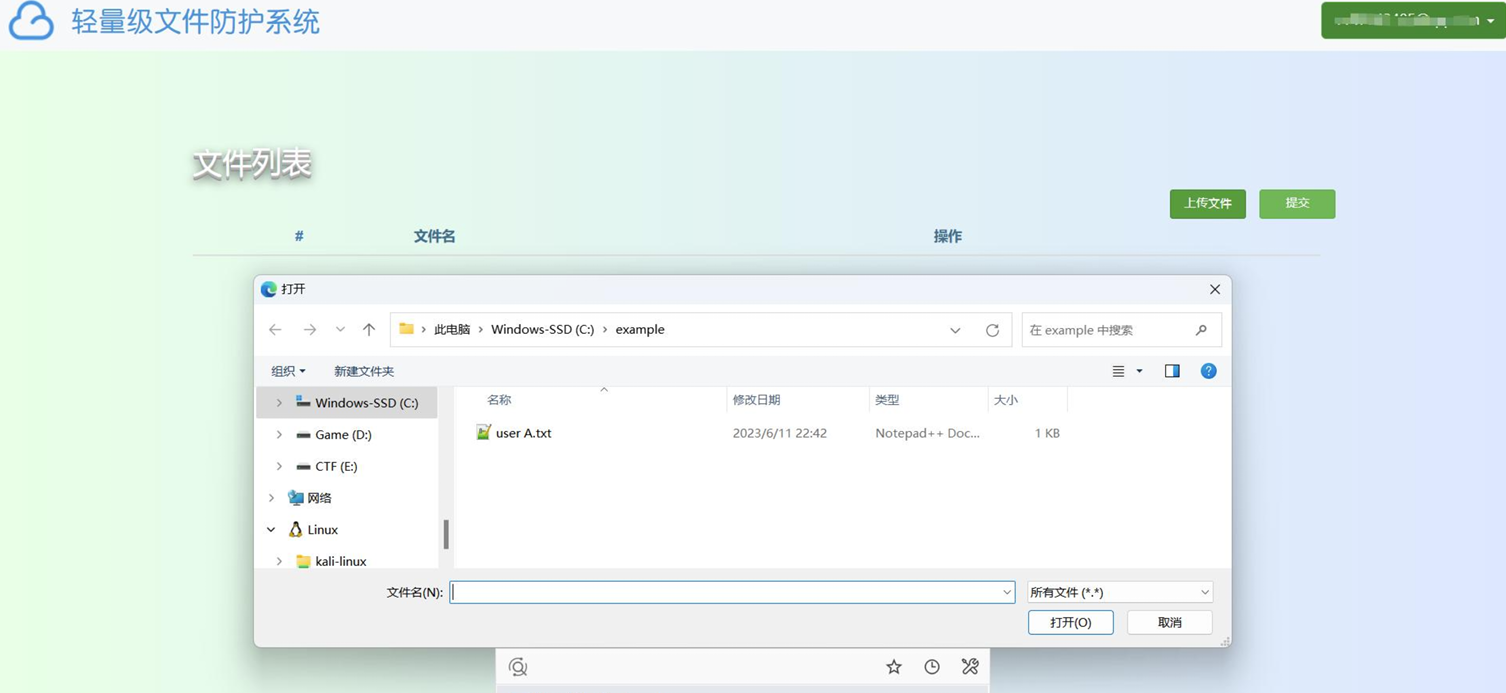 轻量级文件防护系统
文件列表
上传文件 提交
# 文件名 操作
打开
此电脑 Windows-SSD (C:) example
在 example 中搜索
组织 新建文件夹
名称 修改日期 类型 大小
Windows-SSD (C:)
user A.txt 2023/6/11 22:42 Notepad++ Doc... 1 KB
Game (D:)
CTF (E:)
网络
Linux
kali-linux
文件名(N): 所有文件 (*.*)
打开(O) 取消